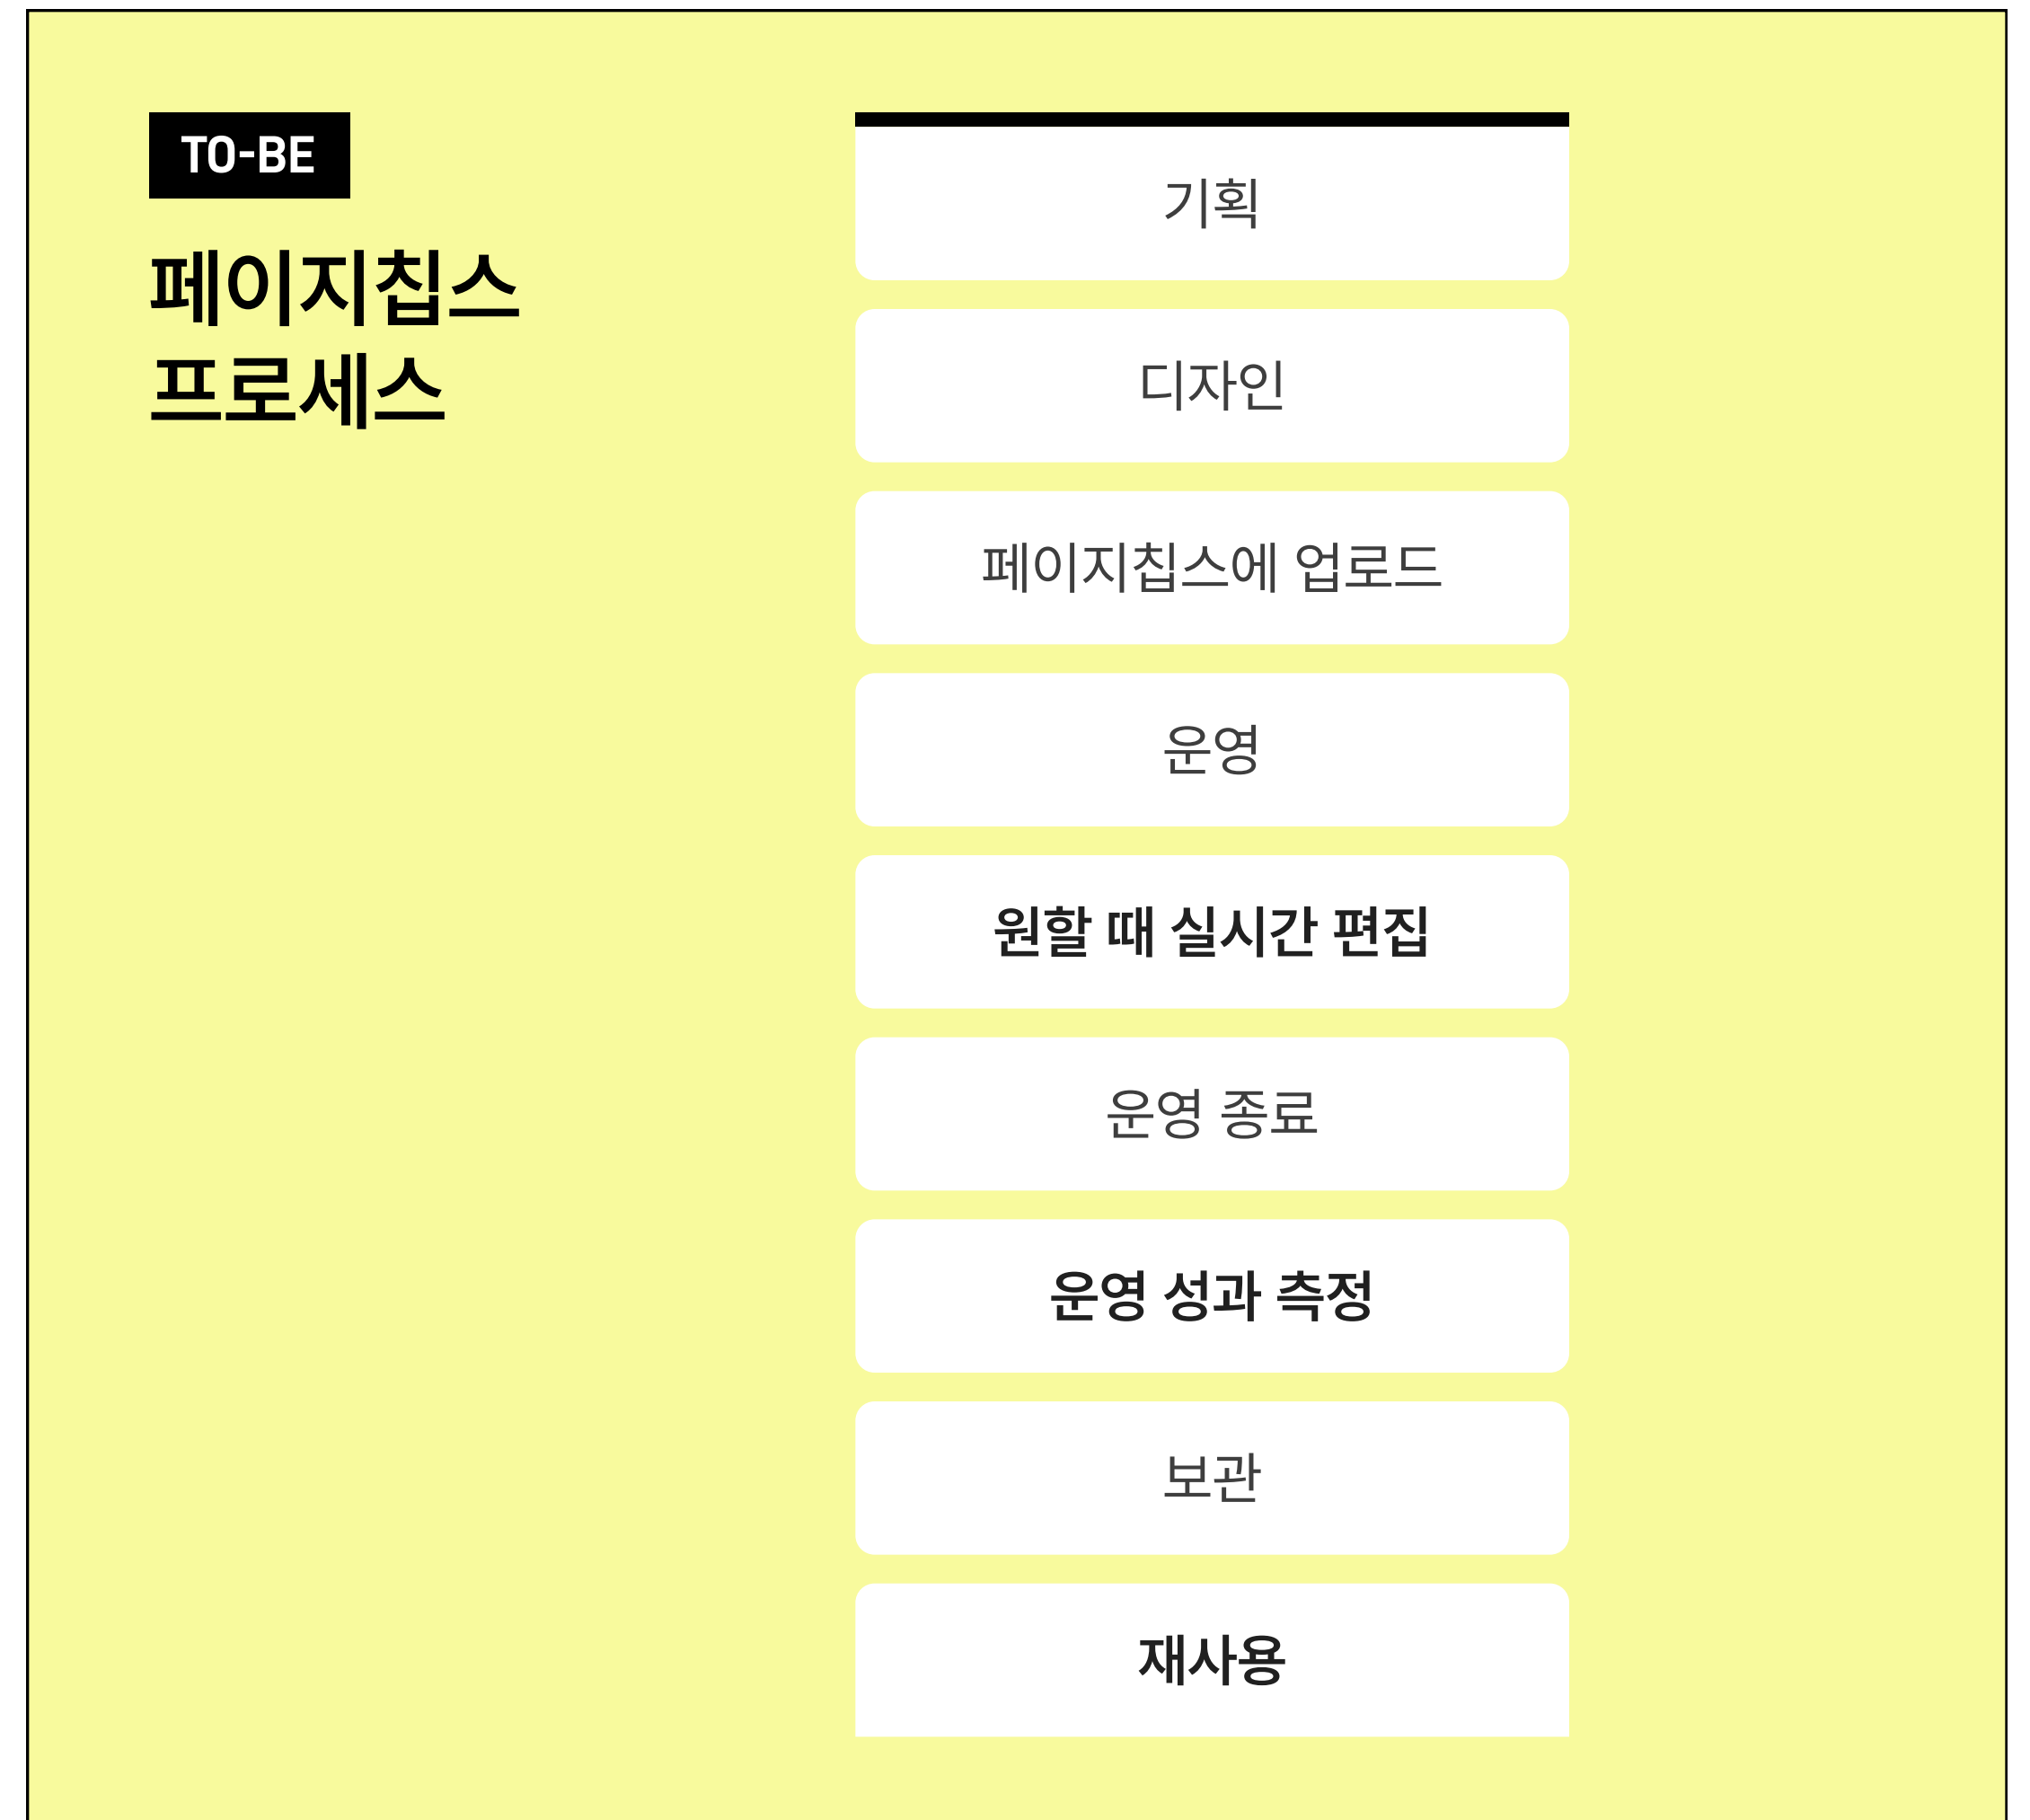 TO-BE
페이지칩스
프로세스
기획
디자인
페이지칩스에 업로드
운영
원할 때 실시간 편집
운영 종료
운영 성과 측정
보관
재사용